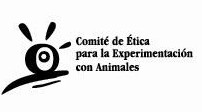 Comité de Ética
para la Experimentación
con Animales